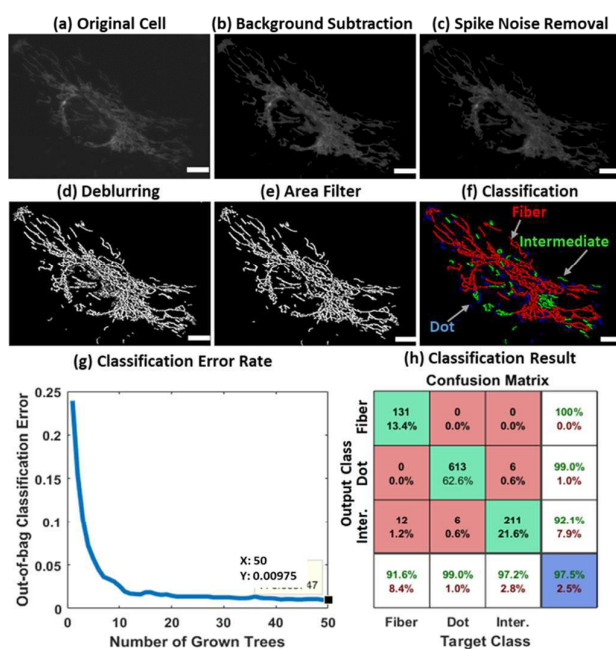 (a) Original Cell
(b) Background Subtraction
(c) Spike Noise Removal
(d) Deblurring
(e) Area Filter
(f) Classification
Fiber
Intermediate
Dot
(g) Classification Error Rate
Out-of-bag Classification Error
0.25
0.2
0.15
0.1
0.05
0
0
10
20
30
40
50
X: 50
Y: 0.00975
47
Number of Grown Trees
(h) Classification Result
Confusion Matrix
Output Class
Fiber
131 0 0 100%
13.4% 0.0% 0.0% 0.0%
Dot
0 613 6 99.0%
0.0% 62.6% 0.6% 1.0%
Inter.
12 6 211 92.1%
1.2% 0.6% 21.6% 7.9%
91.6% 99.0% 97.2% 97.5%
8.4% 1.0% 2.8% 2.5%
Fiber Dot Inter.
Target Class